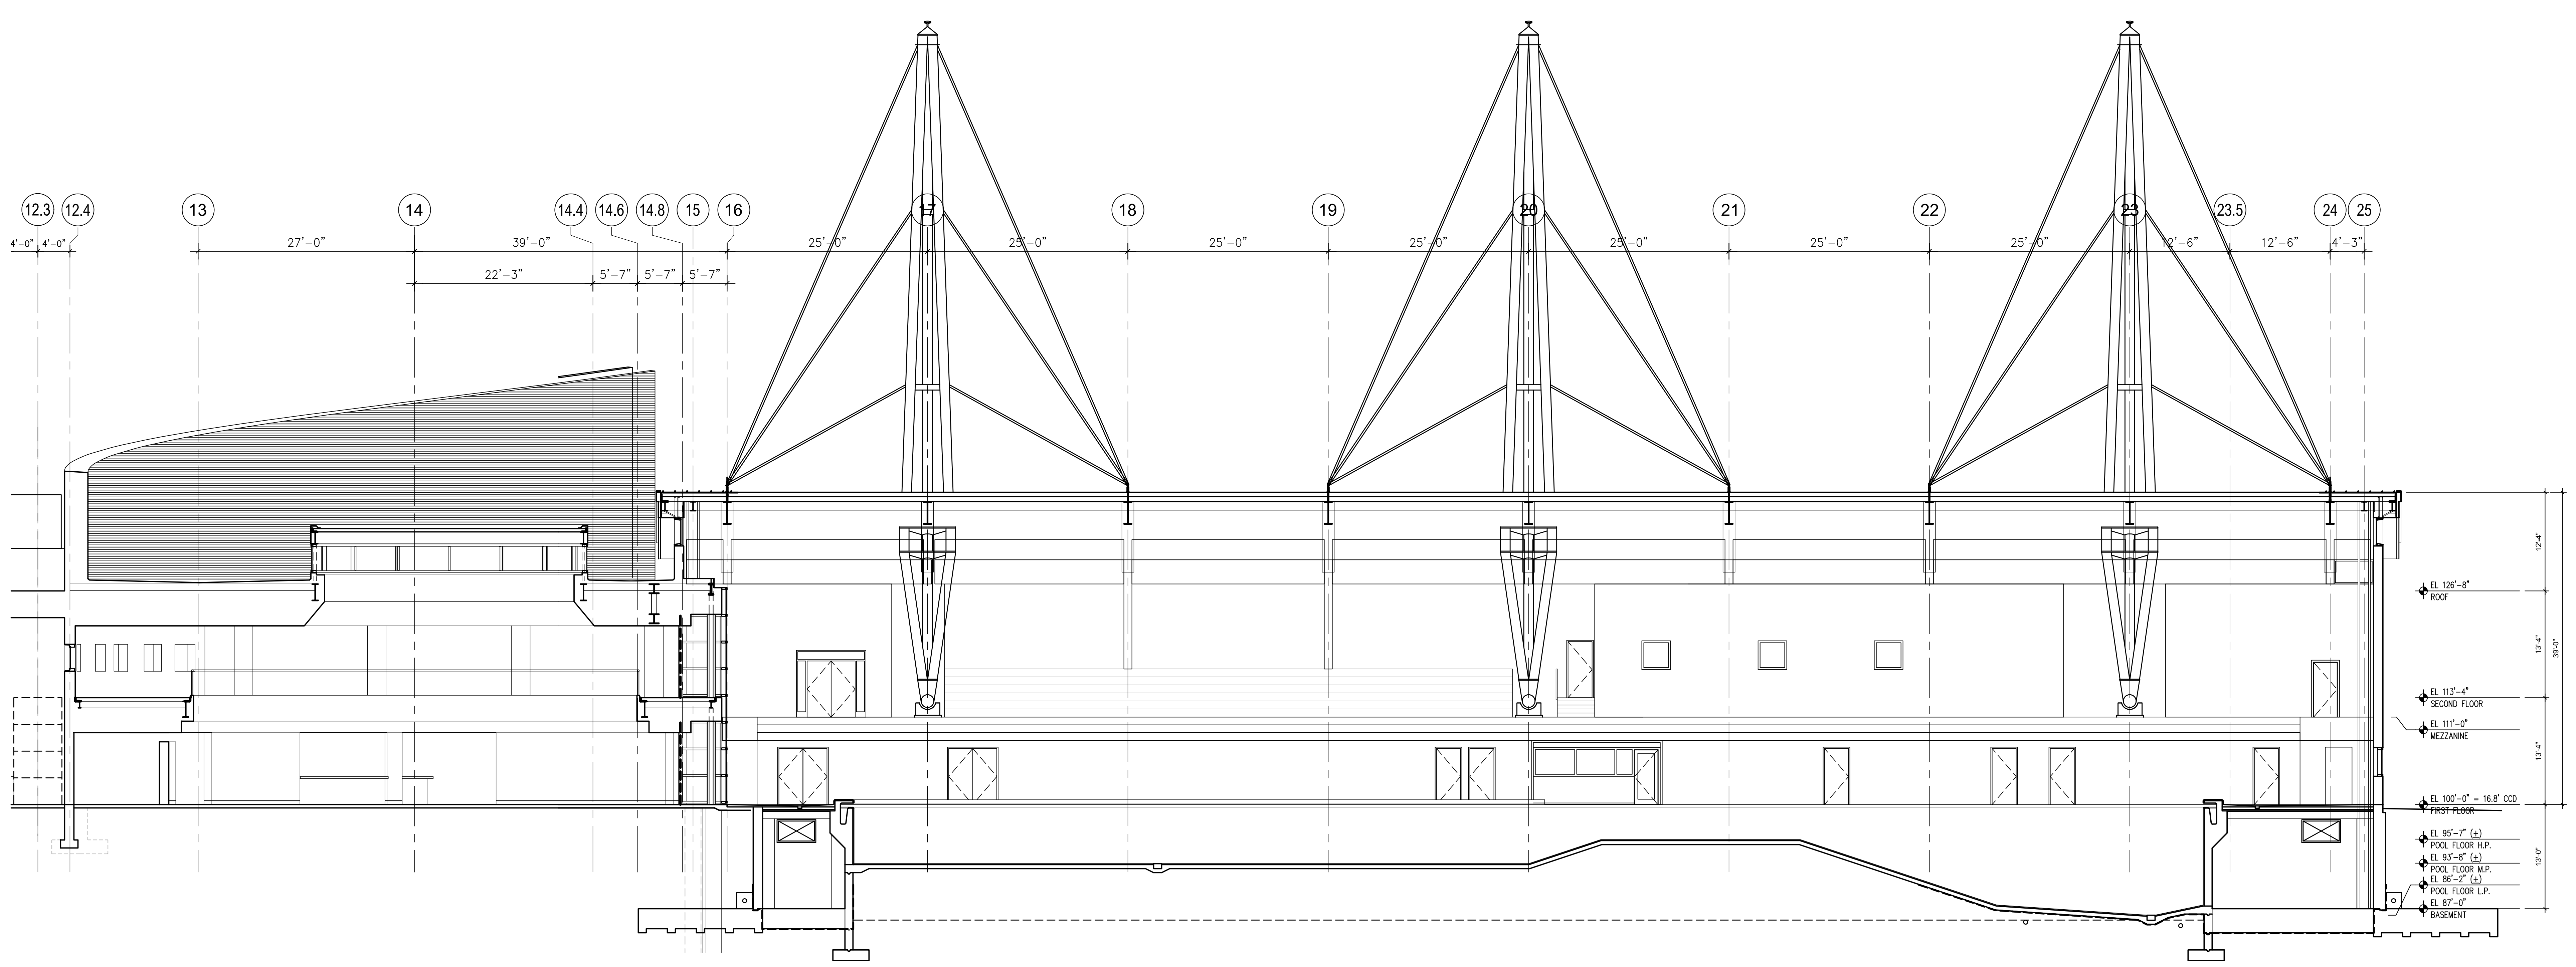 12.3 12.4 13 14 14.4 14.6 14.8 15 16 17 18 19 20 21 22 23 23.5 24 25
4'-0" 4'-0" 27'-0" 39'-0" 25'-0" 25'-0" 25'-0" 25'-0" 25'-0" 25'-0" 25'-0" 12'-6" 12'-6" 4'-3"
22'-3" 5'-7" 5'-7" 5'-7"
12'-4"
EL 126'-8"
ROOF
13'-4"
39'-0"
EL 113'-4"
SECOND FLOOR
EL 111'-0"
MEZZANINE
13'-4"
EL 100'-0" = 16.8' CCD
FIRST FLOOR
EL 95'-7" (±)
POOL FLOOR H.P.
EL 93'-8" (±)
POOL FLOOR M.P.
13'-0"
EL 86'-2" (±)
POOL FLOOR L.P.
EL 87'-0"
BASEMENT